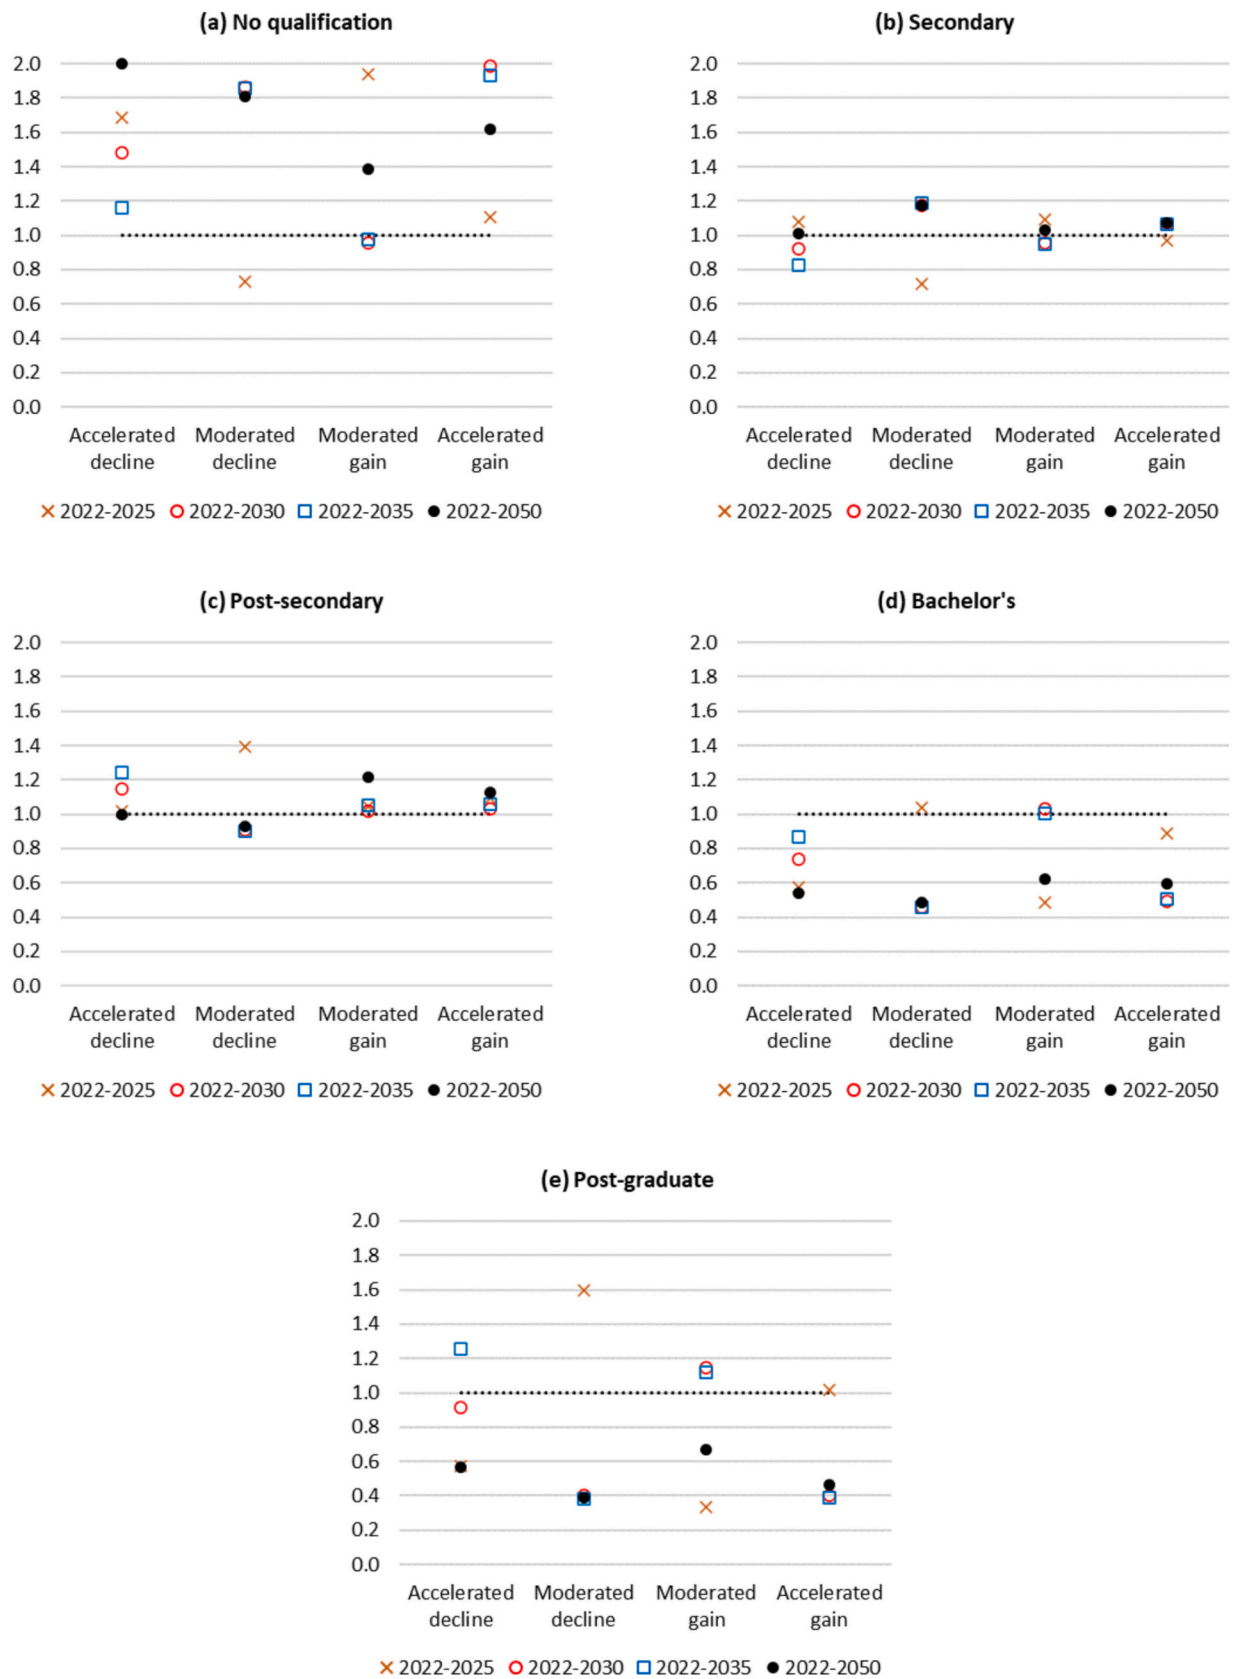 (a) No qualification
2.0
1.8
1.6
1.4
1.2
1.0
0.8
0.6
0.4
0.2
0.0
Accelerated decline
Moderated decline
Moderated gain
Accelerated gain
2022-2025 2022-2030 2022-2035 2022-2050
(b) Secondary
2.0
1.8
1.6
1.4
1.2
1.0
0.8
0.6
0.4
0.2
0.0
Accelerated decline
Moderated decline
Moderated gain
Accelerated gain
2022-2025 2022-2030 2022-2035 2022-2050
(c) Post-secondary
2.0
1.8
1.6
1.4
1.2
1.0
0.8
0.6
0.4
0.2
0.0
Accelerated decline
Moderated decline
Moderated gain
Accelerated gain
2022-2025 2022-2030 2022-2035 2022-2050
(d) Bachelor's
2.0
1.8
1.6
1.4
1.2
1.0
0.8
0.6
0.4
0.2
0.0
Accelerated decline
Moderated decline
Moderated gain
Accelerated gain
2022-2025 2022-2030 2022-2035 2022-2050
(e) Post-graduate
2.0
1.8
1.6
1.4
1.2
1.0
0.8
0.6
0.4
0.2
0.0
Accelerated decline
Moderated decline
Moderated gain
Accelerated gain
2022-2025 2022-2030 2022-2035 2022-2050